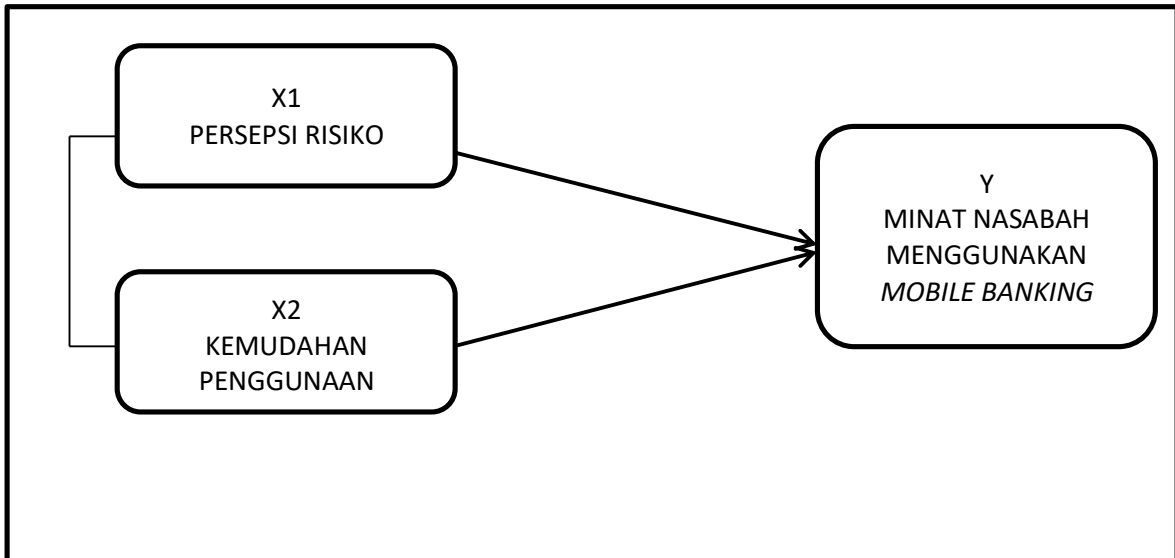 X1
PERSEPSI RISIKO
X2
KEMUDAHAN
PENGGUNAAN
Y
MINAT NASABAH
MENGGUNAKAN
MOBILE BANKING